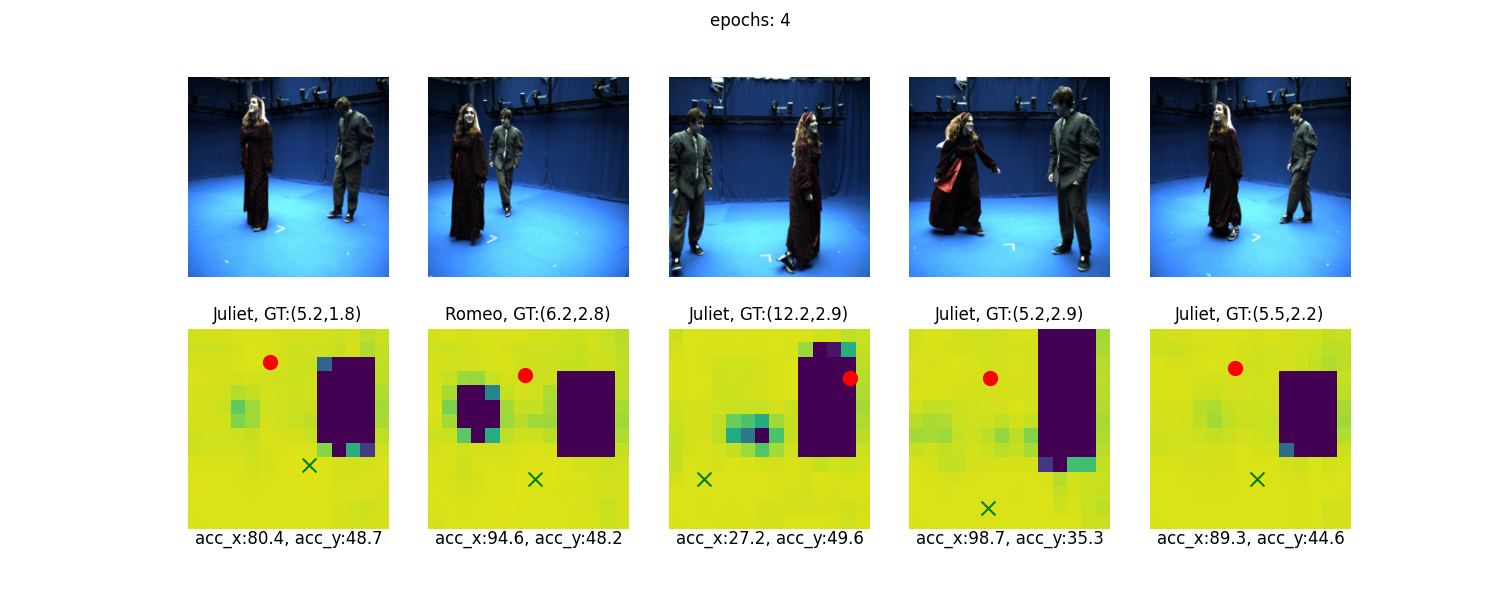 epochs: 4
Juliet, GT:(5.2,1.8)
Romeo, GT:(6.2,2.8)
Juliet, GT:(12.2,2.9)
Juliet, GT:(5.2,2.9)
Juliet, GT:(5.5,2.2)
acc_x:80.4, acc_y:48.7
acc_x:94.6, acc_y:48.2
acc_x:27.2, acc_y:49.6
acc_x:98.7, acc_y:35.3
acc_x:89.3, acc_y:44.6